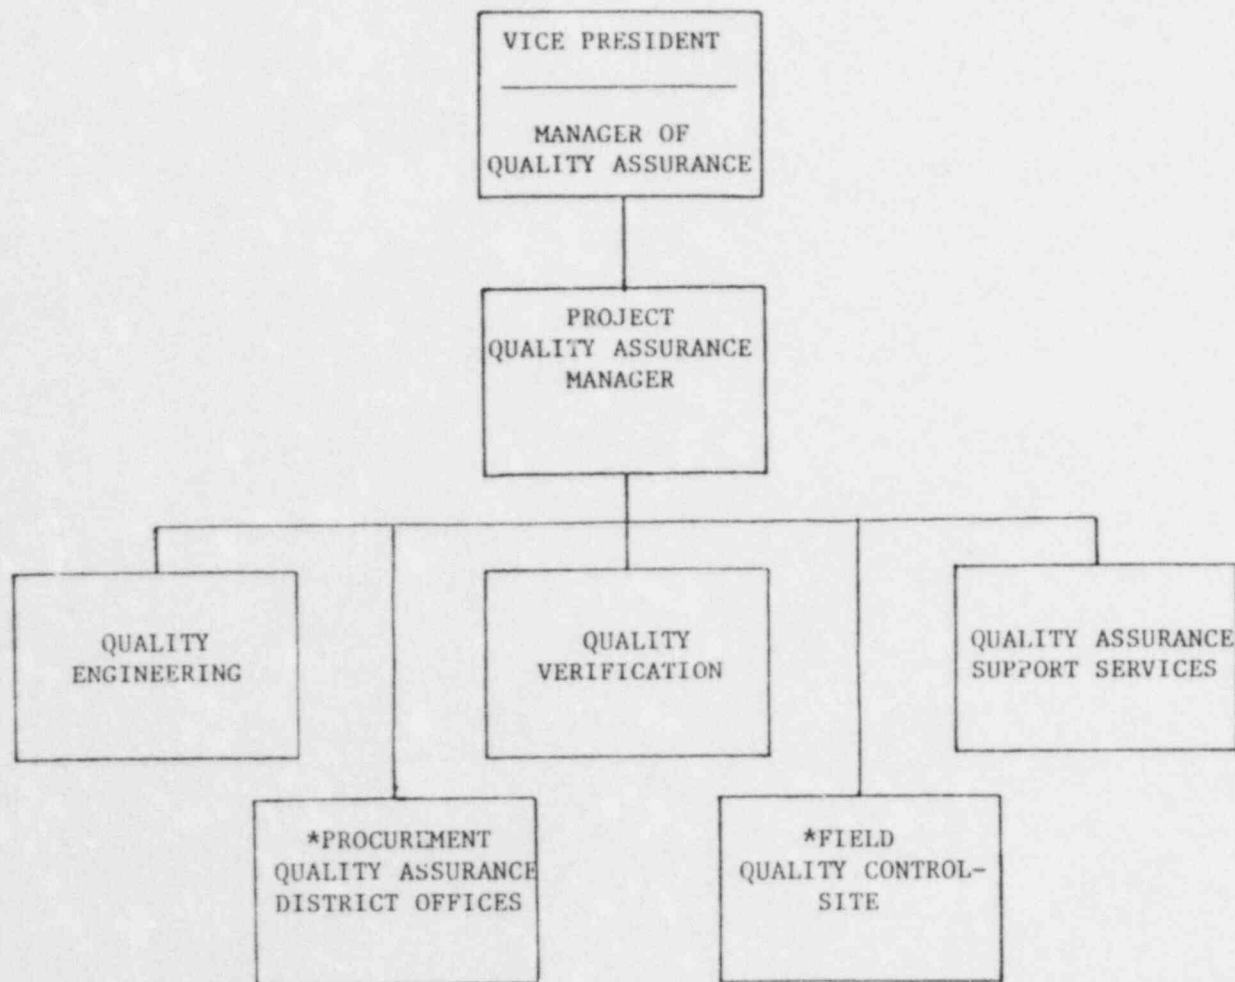 VICE PRESIDENT
MANAGER OF
QUALITY ASSURANCE
PROJECT
QUALITY ASSURANCE
MANAGER
QUALITY
ENGINEERING
QUALITY
VERIFICATION
QUALITY ASSURANCE
SUPPORT SERVICES
*PROCUREMENT
QUALITY ASSURANCE
DISTRICT OFFICES
*FIELD
QUALITY CONTROL-
SITE